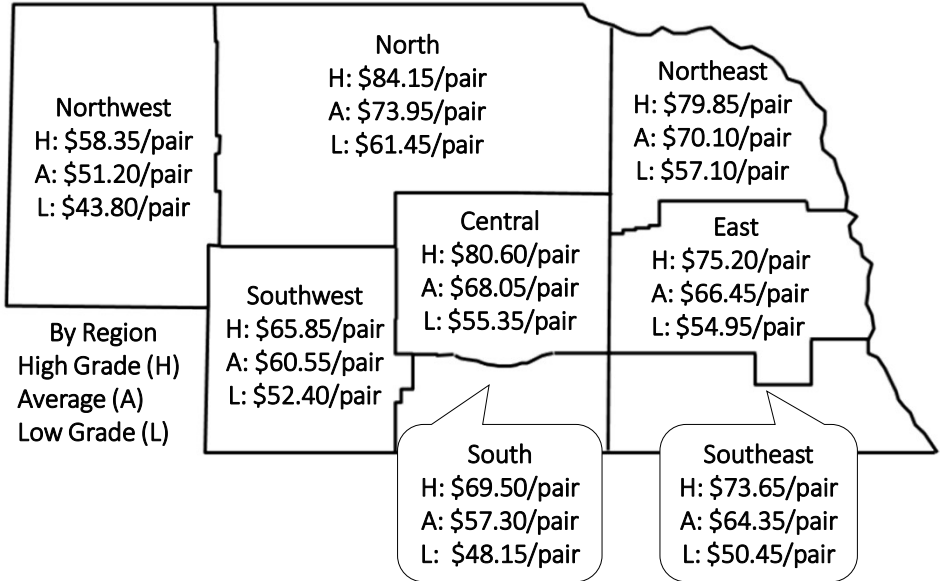 North
H: $84.15/pair
A: $73.95/pair
L: $61.45/pair
Northeast
H: $79.85/pair
A: $70.10/pair
L: $57.10/pair
Northwest
H: $58.35/pair
A: $51.20/pair
L: $43.80/pair
Central
H: $80.60/pair
A: $68.05/pair
L: $55.35/pair
East
H: $75.20/pair
A: $66.45/pair
L: $54.95/pair
Southwest
H: $65.85/pair
A: $60.55/pair
L: $52.40/pair
By Region
High Grade (H)
Average (A)
Low Grade (L)
South
H: $69.50/pair
A: $57.30/pair
L: $48.15/pair
Southeast
H: $73.65/pair
A: $64.35/pair
L: $50.45/pair